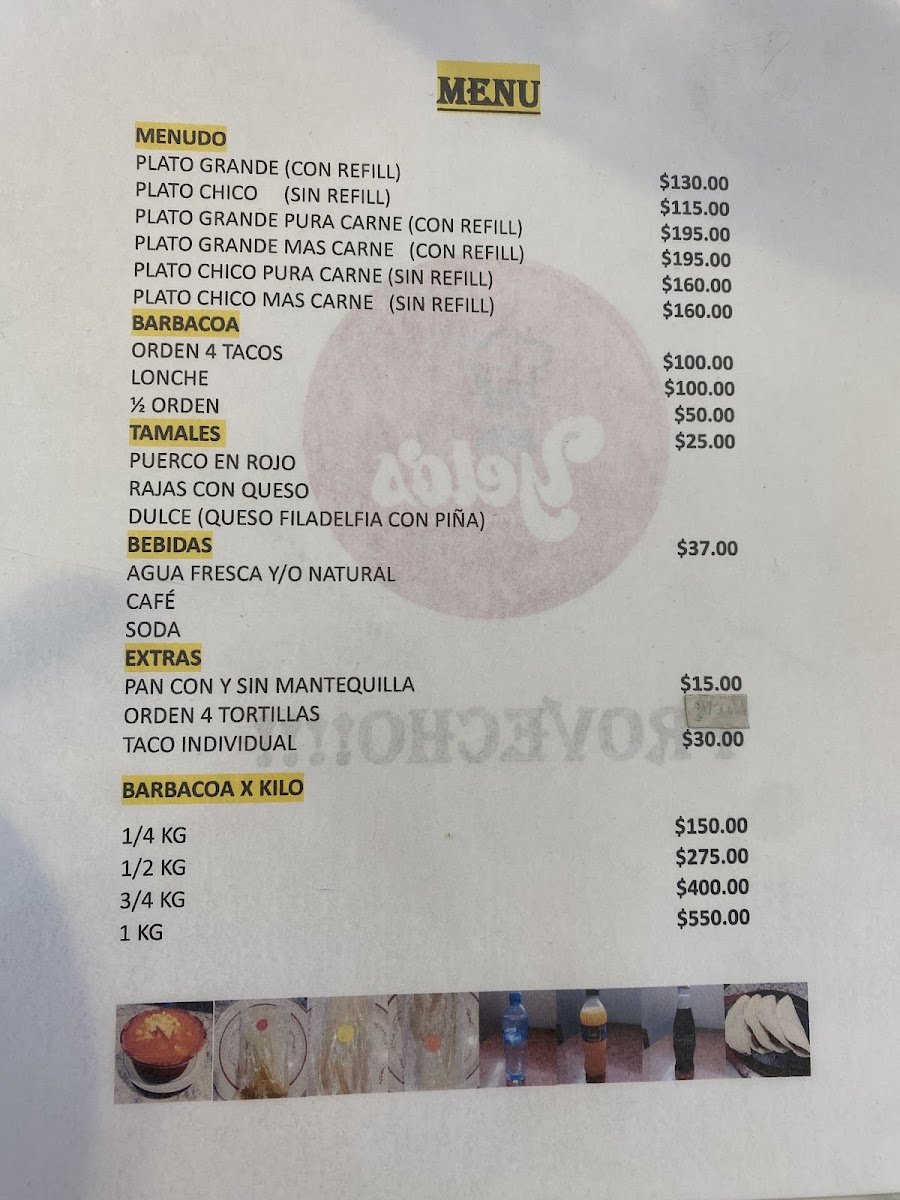 MENU
MENUDO
PLATO GRANDE (CON REFILL) $130.00
PLATO CHICO (SIN REFILL) $115.00
PLATO GRANDE PURA CARNE (CON REFILL) $195.00
PLATO GRANDE MAS CARNE (CON REFILL) $195.00
PLATO CHICO PURA CARNE (SIN REFILL) $160.00
PLATO CHICO MAS CARNE (SIN REFILL) $160.00
BARBACOA
ORDEN 4 TACOS $100.00
LONCHE $100.00
½ ORDEN $50.00
TAMALES $25.00
PUERCO EN ROJO
RAJAS CON QUESO
DULCE (QUESO FILADELFIA CON PIÑA)
BEBIDAS $37.00
AGUA FRESCA Y/O NATURAL
CAFÉ
SODA
EXTRAS
PAN CON Y SIN MANTEQUILLA $15.00
ORDEN 4 TORTILLAS
TACO INDIVIDUAL $30.00
BARBACOA X KILO
1/4 KG $150.00
1/2 KG $275.00
3/4 KG $400.00
1 KG $550.00
Yeta's
ROVECHO!!!!